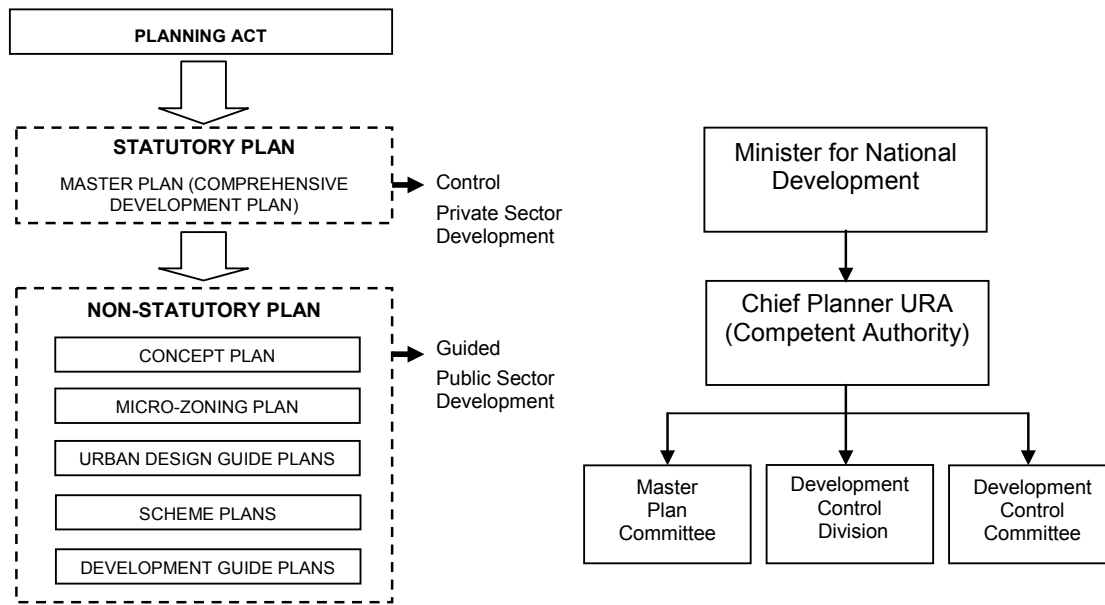 PLANNING ACT
STATUTORY PLAN
MASTER PLAN (COMPREHENSIVE
DEVELOPMENT PLAN)
Control
Private Sector
Development
NON-STATUTORY PLAN
CONCEPT PLAN
MICRO-ZONING PLAN
URBAN DESIGN GUIDE PLANS
SCHEME PLANS
DEVELOPMENT GUIDE PLANS
Guided
Public Sector
Development
Minister for National
Development
Chief Planner URA
(Competent Authority)
Master
Plan
Committee
Development
Control
Division
Development
Control
Committee